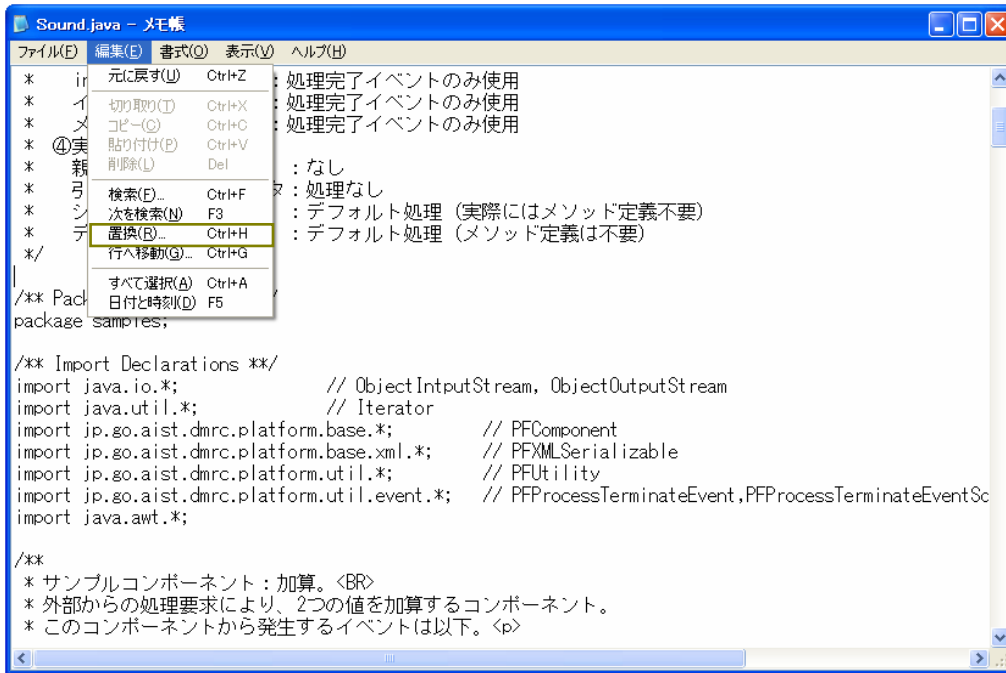 Sound.java - メモ帳
ファイル(F) 編集(E) 書式(O) 表示(V) ヘルプ(H)
元に戻す(U) Ctrl+Z
切り取り(T) Ctrl+X
コピー(C) Ctrl+C
貼り付け(P) Ctrl+V
削除(L) Del
検索(F)... Ctrl+F
次を検索(N) F3
置換(R)... Ctrl+H
行へ移動(G)... Ctrl+G
すべて選択(A) Ctrl+A
日付と時刻(D) F5
* : 処理完了イベントのみ使用
* イ : 処理完了イベントのみ使用
* メ : 処理完了イベントのみ使用
* ④実
* 親 : なし
* 引 タ : 処理なし
* シ : デフォルト処理 (実際にはメソッド定義不要)
* デ : デフォルト処理 (メソッド定義は不要)
*/
/** Pack /
package samples;
/** Import Declarations **/
import java.io.*; // ObjectIntputStream, ObjectOutputStream
import java.util.*; // Iterator
import jp.go.aist.dmrc.platform.base.*; // PFComponent
import jp.go.aist.dmrc.platform.base.xml.*; // PFXMLSerializable
import jp.go.aist.dmrc.platform.util.*; // PFUtility
import jp.go.aist.dmrc.platform.util.event.*; // PFProcessTerminateEvent,PFProcessTerminateEventSo
import java.awt.*;
/**
* サンプルコンポーネント : 加算。<BR>
* 外部からの処理要求により、2つの値を加算するコンポーネント。
* このコンポーネントから発生するイベントは以下。<p>